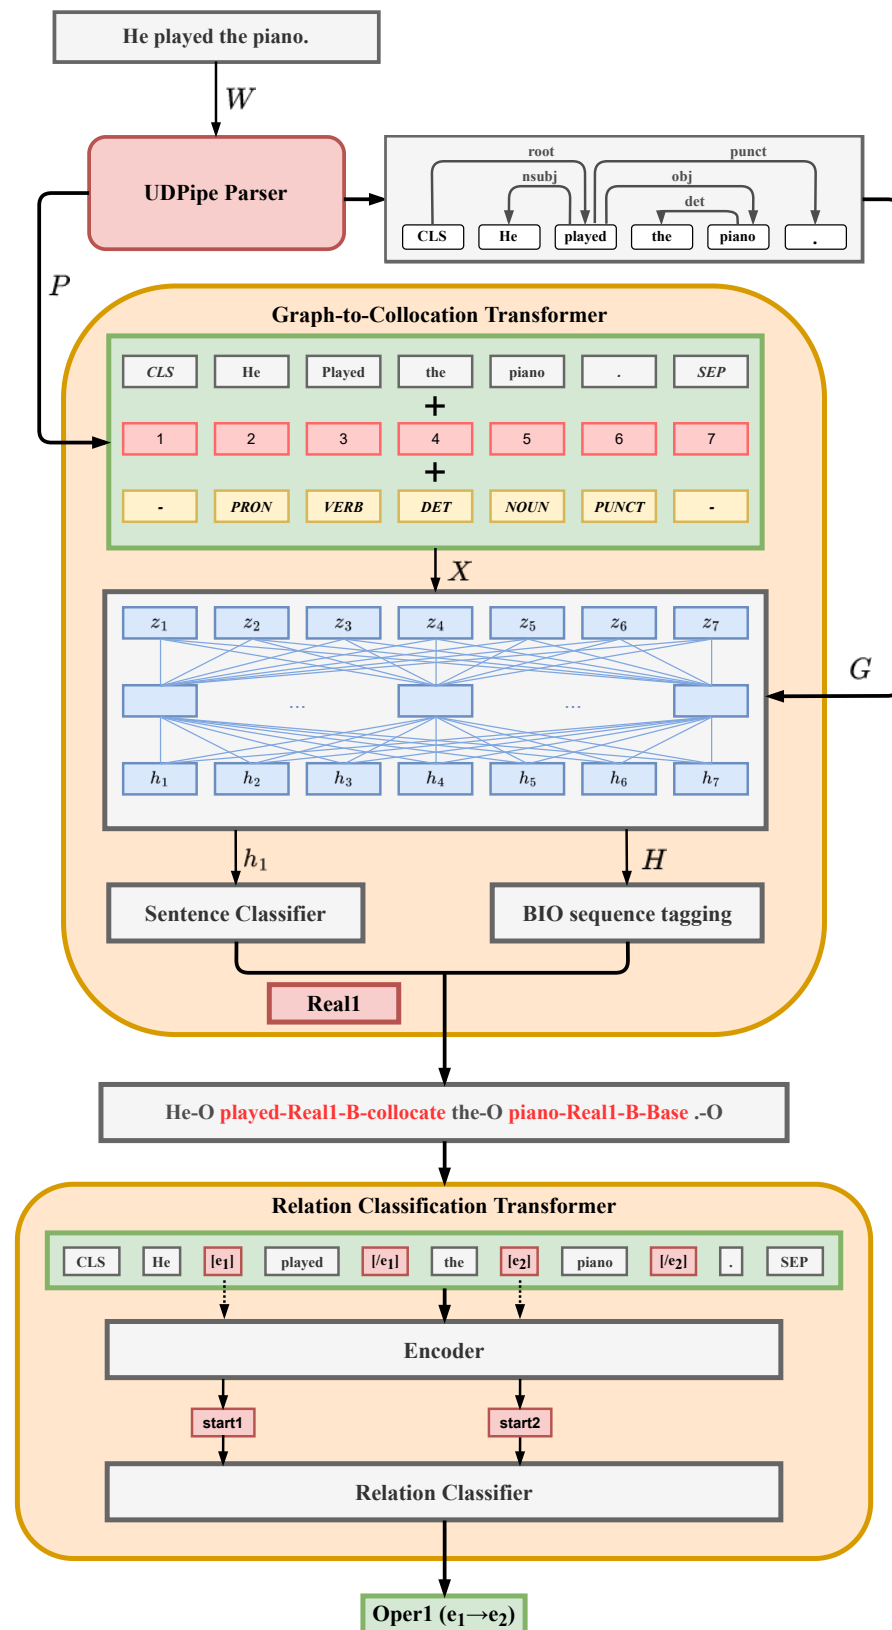 He played the piano.
W
UDPipe Parser
root punct
nsubj obj
det
CLS He played the piano .
P
Graph-to-Collocation Transformer
CLS He Played the piano . SEP
+
1 2 3 4 5 6 7
+
- PRON VERB DET NOUN PUNCT -
X
z1 z2 z3 z4 z5 z6 z7
G
... ...
h1 h2 h3 h4 h5 h6 h7
h1 H
Sentence Classifier BIO sequence tagging
Real1
He-O played-Real1-B-collocate the-O piano-Real1-B-Base .-O
Relation Classification Transformer
CLS He [e1] played [/e1] the [e2] piano [/e2] . SEP
Encoder
start1 start2
Relation Classifier
Oper1 (e1→e2)